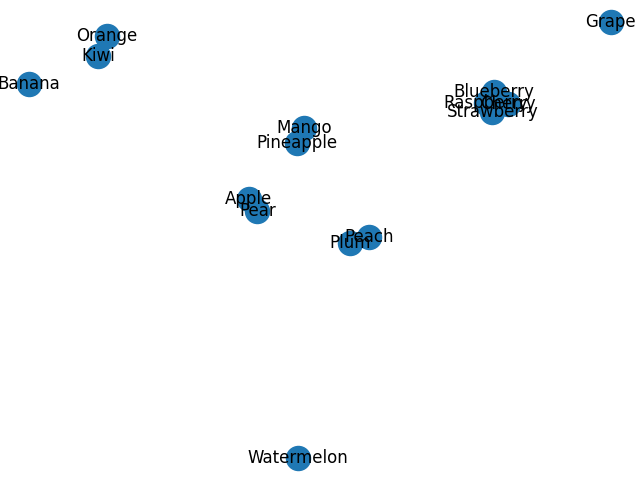 Grape
Orange
Kiwi
Banana
Blueberry
Raspberry
Cherry
Strawberry
Mango
Pineapple
Apple
Pear
Peach
Plum
Watermelon